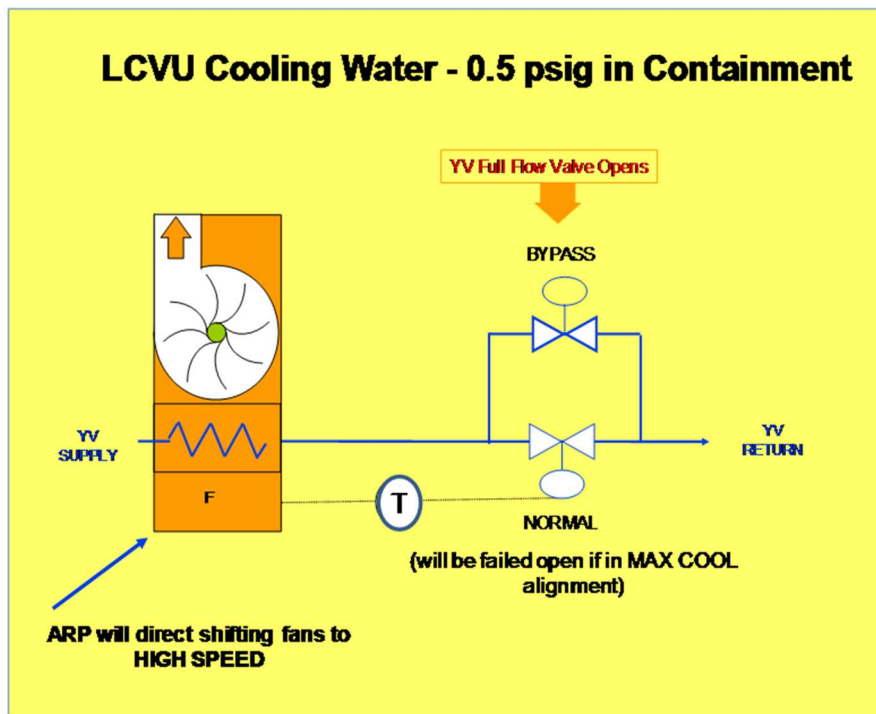 LCVU Cooling Water - 0.5 psig in Containment
YV Full Flow Valve Opens
BYPASS
YV
SUPPLY
YV
RETURN
F
T
NORMAL
(will be failed open if in MAX COOL
alignment)
ARP will direct shifting fans to
HIGH SPEED